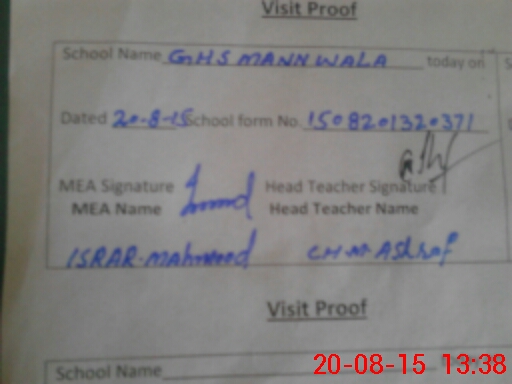 Visit Proof
School Name GHS MANNWALA today on
Dated 20-8-15 School form No. 1508201320371
MEA Signature Head Teacher Signature
MEA Name Head Teacher Name
ISRAR Mahmood CH.M.Ashraf
Visit Proof
School Name
20-08-15 13:38